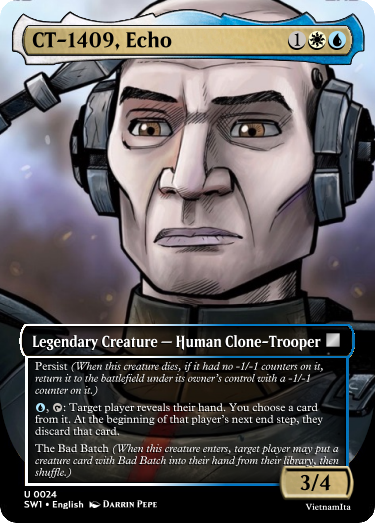 CT-1409, Echo 1
Legendary Creature — Human Clone-Trooper
Persist (When this creature dies, if it had no -1/-1 counters on it,
return it to the battlefield under its owner's control with a -1/-1
counter on it.)
, : Target player reveals their hand. You choose a card
from it. At the beginning of that player's next end step, they
discard that card.
The Bad Batch (When this creature enters, target player may put a
creature card with Bad Batch into their hand from their library, then
shuffle.)
3/4
U 0024
SW1 • English Darrin Pepe
VietnamIta